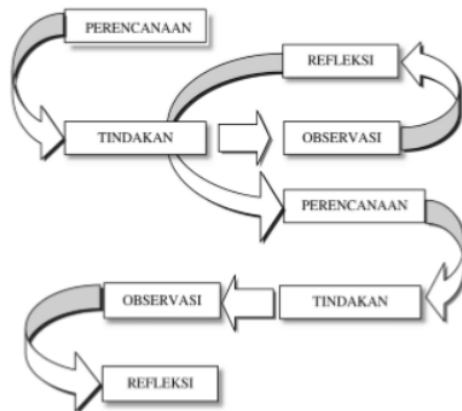 PERENCANAAN
REFLEKSI
TINDAKAN
OBSERVASI
PERENCANAAN
OBSERVASI
TINDAKAN
REFLEKSI